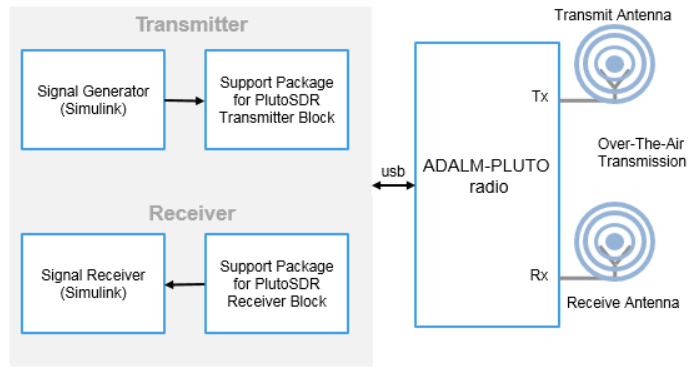 Transmitter
Signal Generator
(Simulink)
Support Package
for PlutoSDR
Transmitter Block
Receiver
Signal Receiver
(Simulink)
Support Package
for PlutoSDR
Receiver Block
usb
ADALM-PLUTO
radio
Tx
Rx
Transmit Antenna
Over-The-Air
Transmission
Receive Antenna